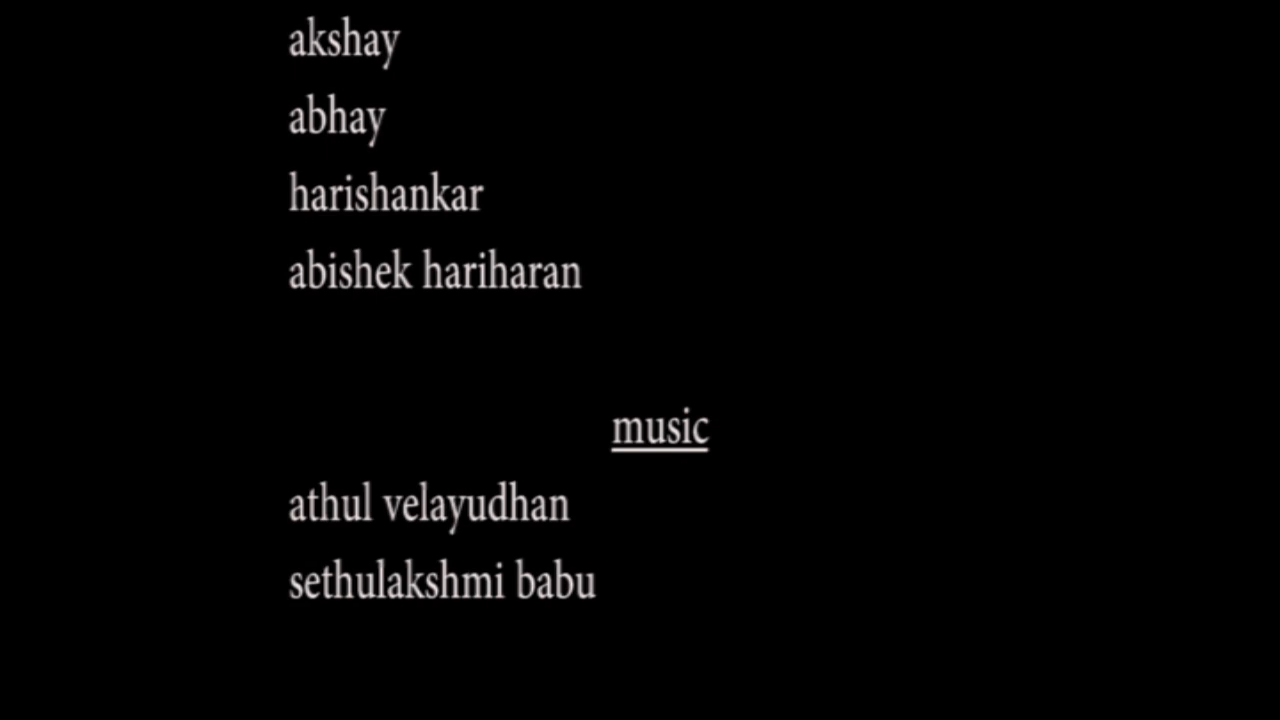 akshay
abhay
harishankar
abishek hariharan
music
athul velayudhan
sethulakshmi babu